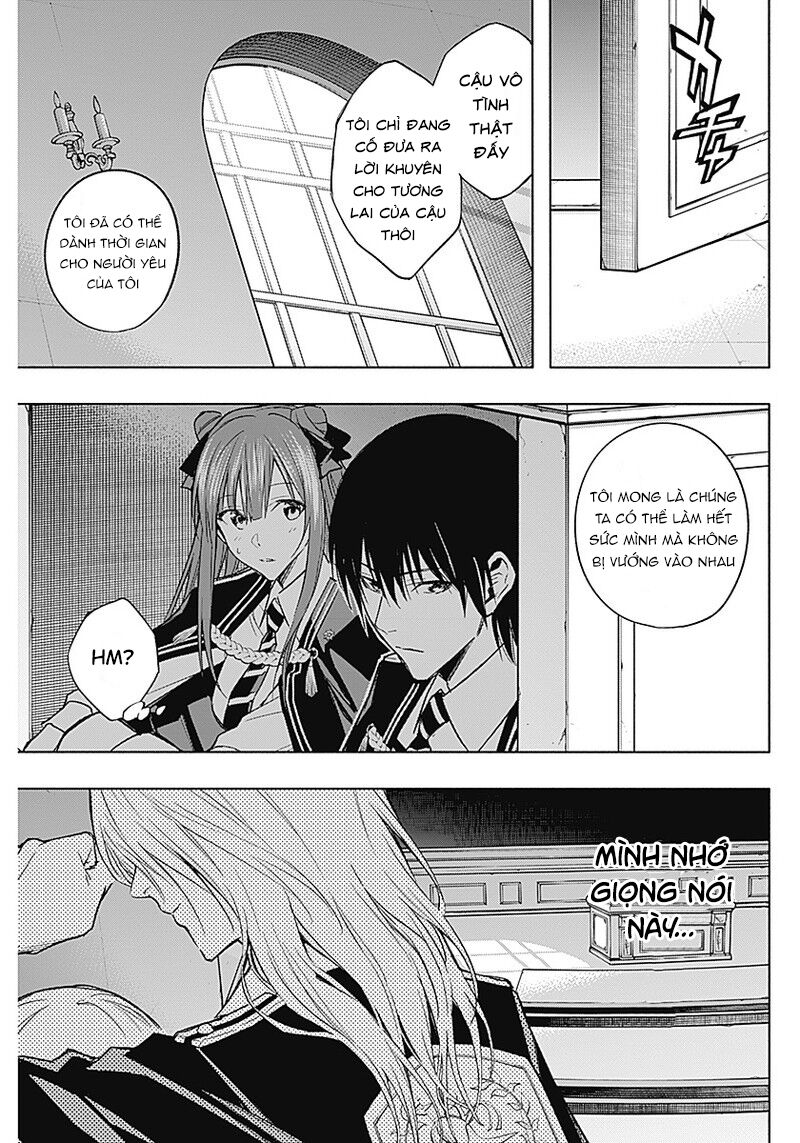 CẬU VÔ
TÌNH
THẬT
ĐẤY
TÔI CHỈ ĐANG
CÓ ĐƯA RA
LỜI KHUYÊN
CHO TƯƠNG
LAI CỦA CẬU
THÔI
TÔI ĐÃ CÓ THỂ
DÀNH THỜI GIAN
CHO NGƯỜI YÊU
CỦA TÔI
TÔI MONG LÀ CHÚNG
TA CÓ THỂ LÀM HẾT
SỨC MÌNH MÀ KHÔNG
BỊ VƯỚNG VÀO NHAU
HM?
MÌNH NHỚ
GIỌNG NÓI
NÀY...